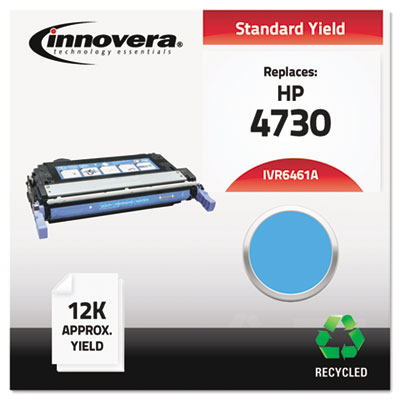 innovera
technology essentials
Standard Yield
Replaces:
HP
4730
IVR6461A
12K
APPROX.
YIELD
RECYCLED